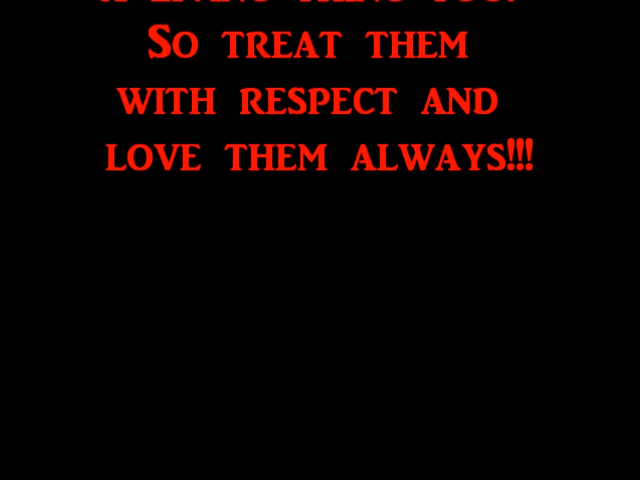 So treat them
with respect and
love them always!!!